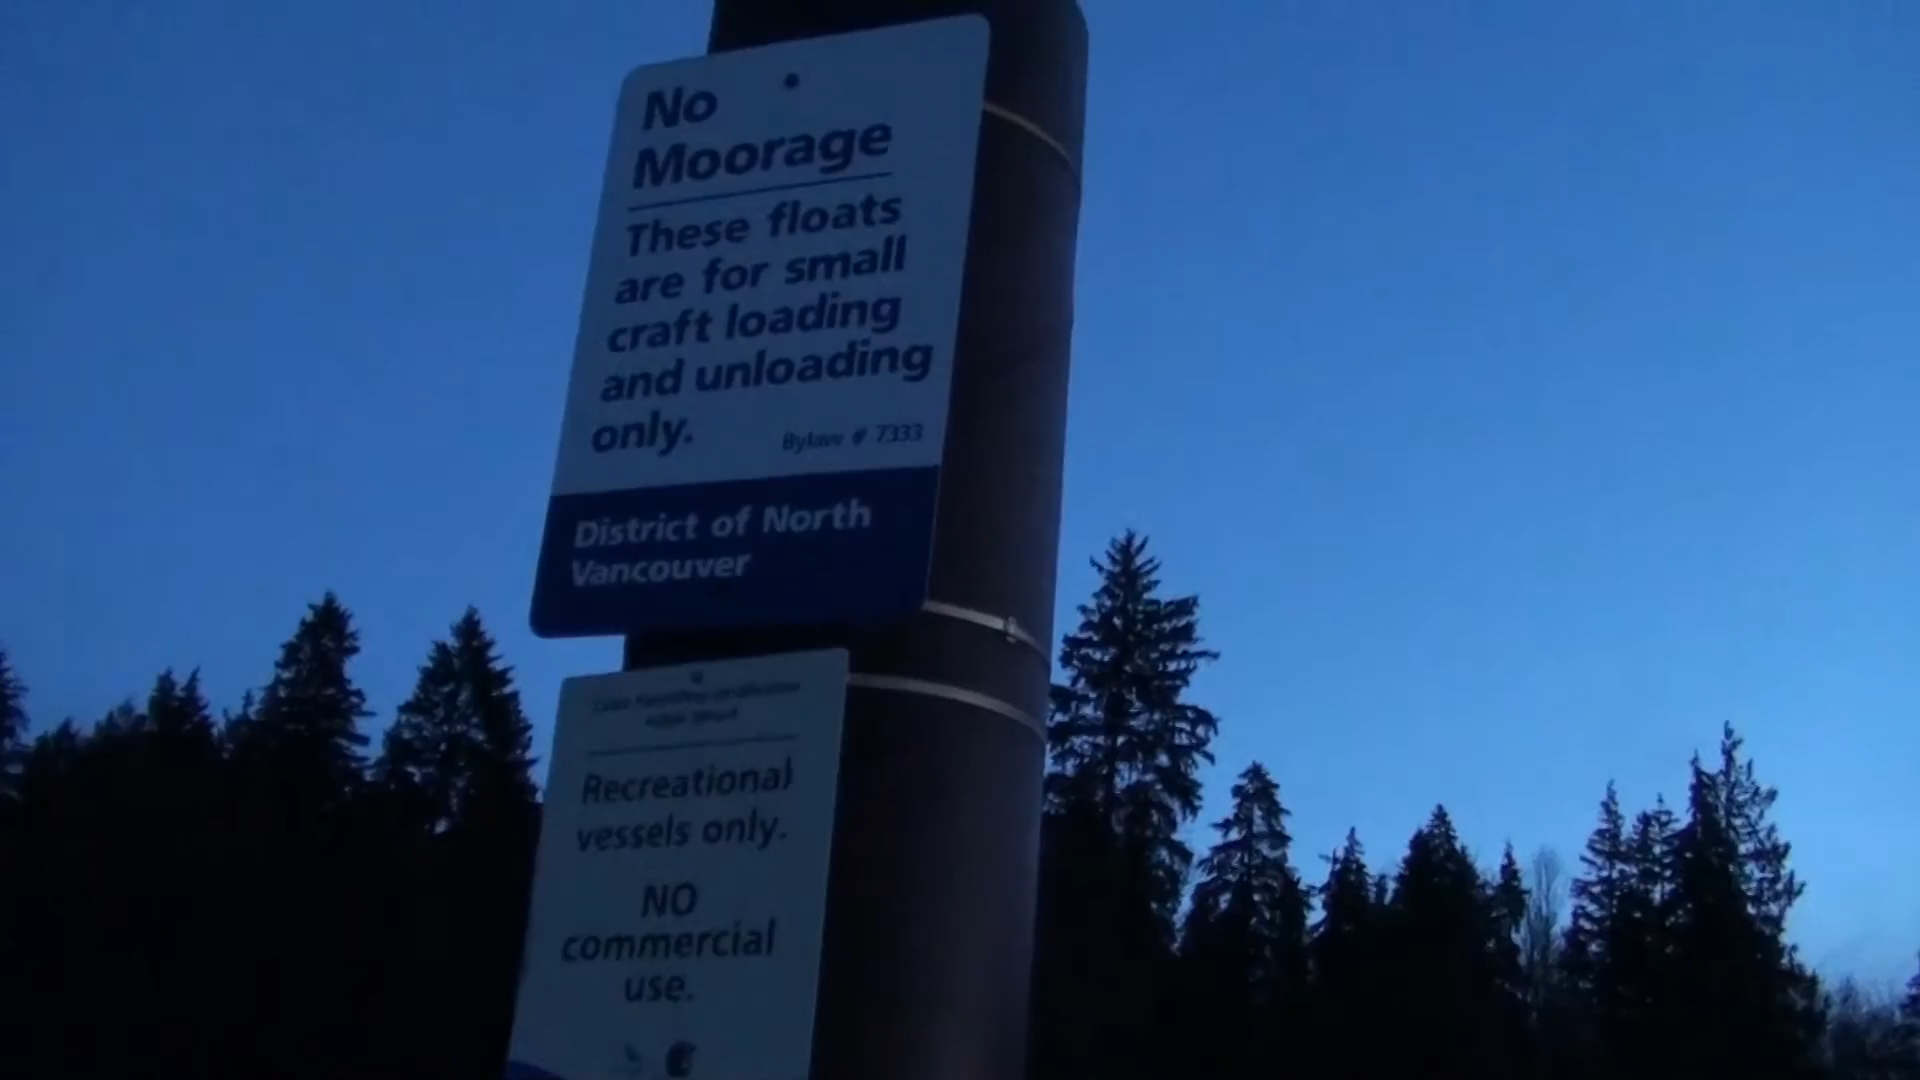 No
Moorage
These floats
are for small
craft loading
and unloading
only.
Bylaw # 7333
District of North
Vancouver
Recreational
vessels only.
NO
commercial
use.